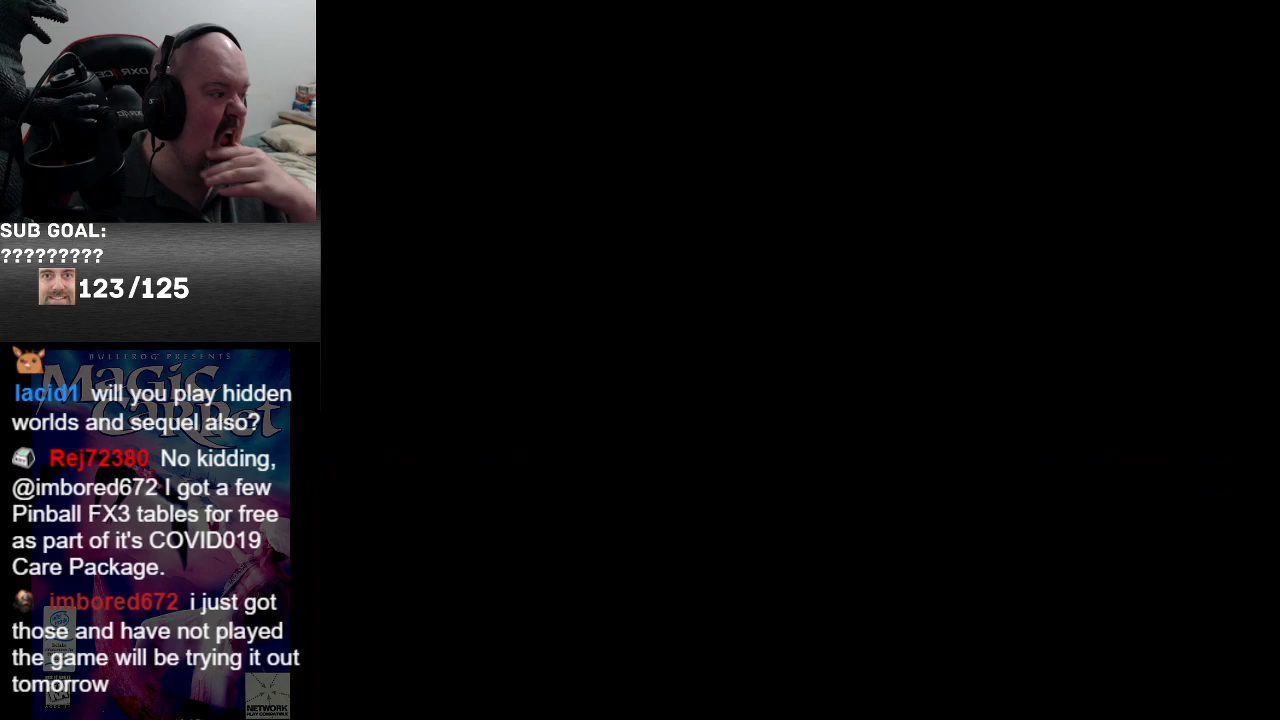 SUB GOAL:
?????????
123/125
BULLFROG PRESENTS
MAGIC
CARPET
lacid1 will you play hidden
worlds and sequel also?
Rej72380 No kidding,
@imbored672 I got a few
Pinball FX3 tables for free
as part of it's COVID019
Care Package.
imbored672 i just got
those and have not played
the game will be trying it out
tomorrow
NETWORK